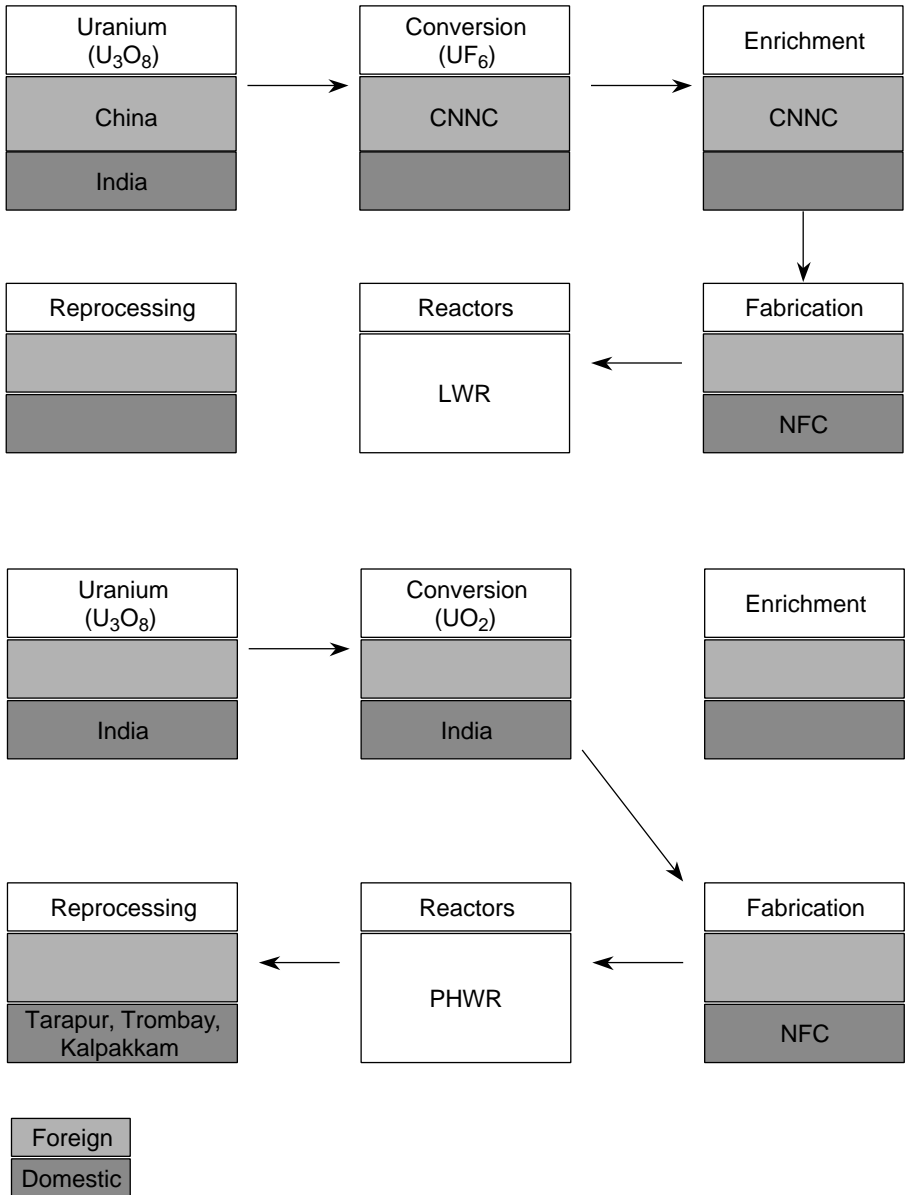 Uranium
(U₃O₈)
Conversion
(UF₆)
Enrichment
China
CNNC
CNNC
India
Reprocessing
Reactors
Fabrication
LWR
NFC
Uranium
(U₃O₈)
Conversion
(UO₂)
Enrichment
India
India
Reprocessing
Reactors
Fabrication
PHWR
Tarapur, Trombay,
Kalpakkam
NFC
Foreign
Domestic